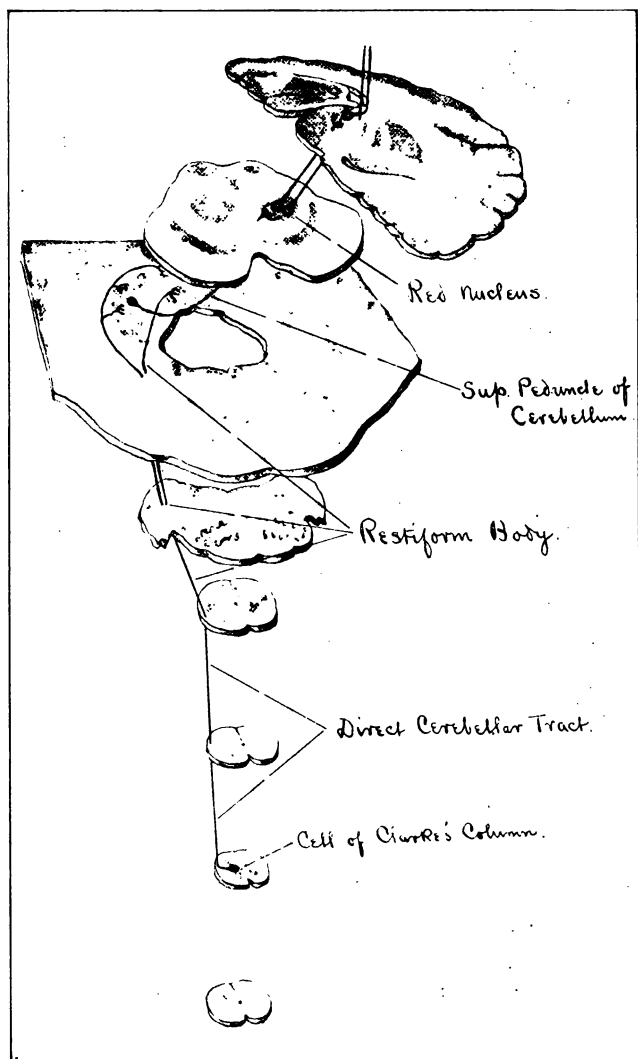 Red Nucleus.
Sup. Peduncle of
Cerebellum
Restiform Body.
Direct Cerebellar Tract.
Cell of Clarke's Column.